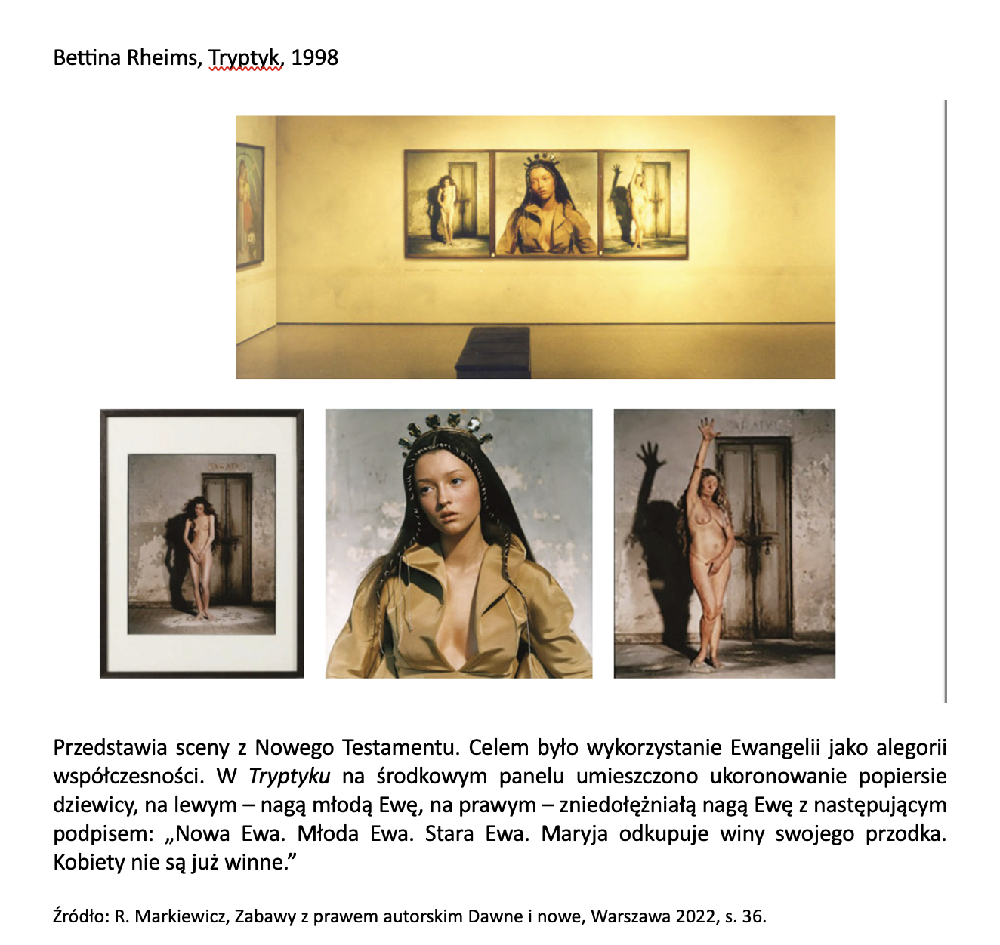 Bettina Rheims, Tryptyk, 1998
Przedstawia sceny z Nowego Testamentu. Celem było wykorzystanie Ewangelii jako alegorii
współczesności. W Tryptyku na środkowym panelu umieszczono ukoronowanie popiersie
dziewicy, na lewym – nagą młodą Ewę, na prawym – zniedołężniałą nagą Ewę z następującym
podpisem: „Nowa Ewa. Młoda Ewa. Stara Ewa. Maryja odkupuje winy swojego przodka.
Kobiety nie są już winne.”
Źródło: R. Markiewicz, Zabawy z prawem autorskim Dawne i nowe, Warszawa 2022, s. 36.